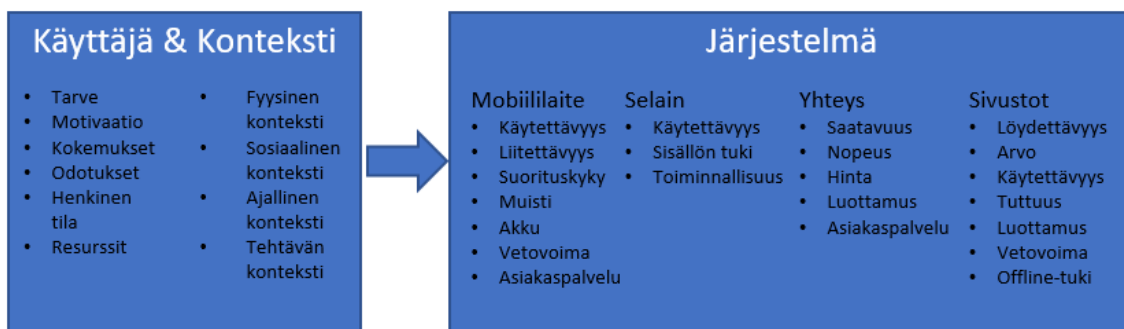 Käyttäjä & Konteksti
• Tarve
• Motivaatio
• Kokemukset
• Odotukset
• Henkinen
tila
• Resurssit
• Fyysinen
konteksti
• Sosiaalinen
konteksti
• Ajallinen
konteksti
• Tehtävän
konteksti
Järjestelmä
Mobiililaite
• Käytettävyys
• Liitettävyys
• Suorituskyky
• Muisti
• Akku
• Vetovoima
• Asiakaspalvelu
Selain
• Käytettävyys
• Sisällön tuki
• Toiminnallisuus
Yhteys
• Saatavuus
• Nopeus
• Hinta
• Luottamus
• Asiakaspalvelu
Sivustot
• Löydettävyys
• Arvo
• Käytettävyys
• Tuttuus
• Luottamus
• Vetovoima
• Offline-tuki